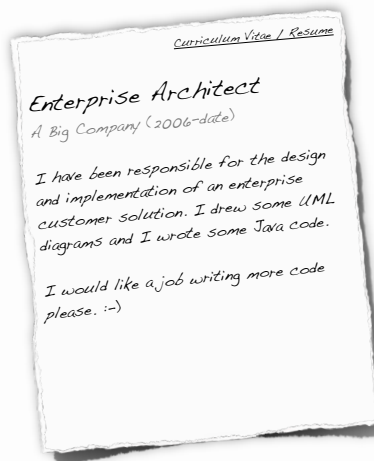 Curriculum Vitae / Resume
Enterprise Architect
A Big Company (2006-date)
I have been responsible for the design
and implementation of an enterprise
customer solution. I drew some UML
diagrams and I wrote some Java code.
I would like a job writing more code
please. :-)